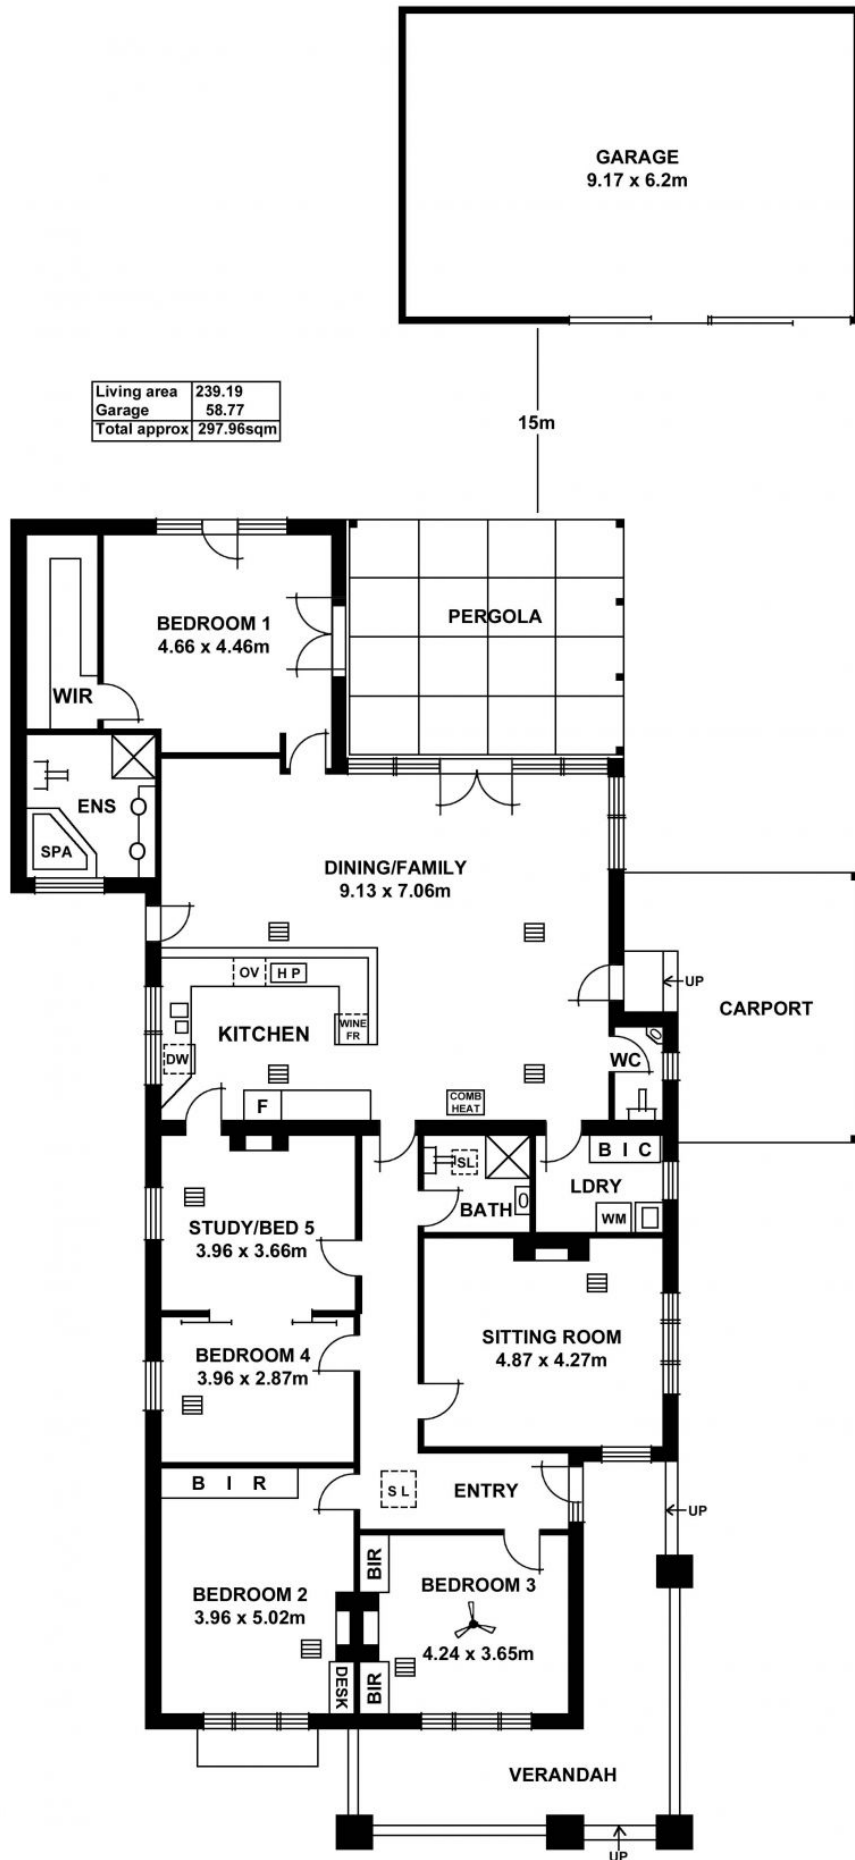 GARAGE
9.17 x 6.2m
Living area 239.19
Garage 58.77
Total approx 297.96sqm
15m
BEDROOM 1
4.66 x 4.46m
PERGOLA
WIR
ENS
SPA
DINING/FAMILY
9.13 x 7.06m
OV
H P
UP
CARPORT
KITCHEN
WINE
FR
WC
DW
F
COMB
HEAT
B I C
SL
LDRY
BATH
WM
STUDY/BED 5
3.96 x 3.66m
SITTING ROOM
4.87 x 4.27m
BEDROOM 4
3.96 x 2.87m
B I R
S L
ENTRY
UP
BIR
BEDROOM 3
4.24 x 3.65m
BEDROOM 2
3.96 x 5.02m
DESK
BIR
VERANDAH
UP